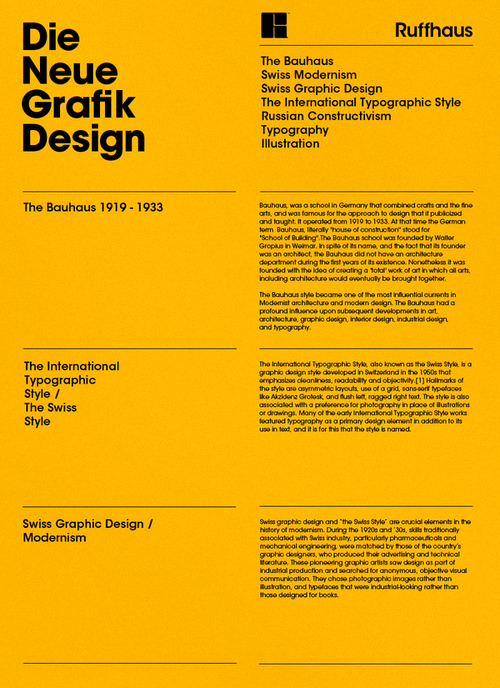 Die
Neue
Grafik
Design
Ruffhaus
The Bauhaus
Swiss Modernism
Swiss Graphic Design
The International Typographic Style
Russian Constructivism
Typography
Illustration
The Bauhaus 1919 - 1933
Bauhaus, was a school in Germany that combined crafts and the fine
arts, and was famous for the approach to design that it publicized
and taught. It operated from 1919 to 1933. At that time the German
term Bauhaus, literally "house of construction" stood for
"School of Building".The Bauhaus school was founded by Walter
Gropius in Weimar. In spite of its name, and the fact that its founder
was an architect, the Bauhaus did not have an architecture
department during the first years of its existence. Nonetheless it was
founded with the idea of creating a 'total' work of art in which all arts,
including architecture would eventually be brought together.
The Bauhaus style became one of the most influential currents in
Modernist architecture and modern design. The Bauhaus had a
profound influence upon subsequent developments in art,
architecture, graphic design, interior design, industrial design,
and typography.
The International
Typographic
Style /
The Swiss
Style
The International Typographic Style, also known as the Swiss Style, is a
graphic design style developed in Switzerland in the 1950s that
emphasizes cleanliness, readability and objectivity.[1] Hallmarks of
the style are asymmetric layouts, use of a grid, sans-serif typefaces
like Akzidenz Grotesk, and flush left, ragged right text. The style is also
associated with a preference for photography in place of illustrations
or drawings. Many of the early International Typographic Style works
featured typography as a primary design element in addition to its
use in text, and it is for this that the style is named.
Swiss Graphic Design /
Modernism
Swiss graphic design and "the Swiss Style" are crucial elements in the
history of modernism. During the 1920s and '30s, skills traditionally
associated with Swiss industry, particularly pharmaceuticals and
mechanical engineering, were matched by those of the country's
graphic designers, who produced their advertising and technical
literature. These pioneering graphic artists saw design as part of
industrial production and searched for anonymous, objective visual
communication. They chose photographic images rather than
illustration, and typefaces that were industrial-looking rather than
those designed for books.